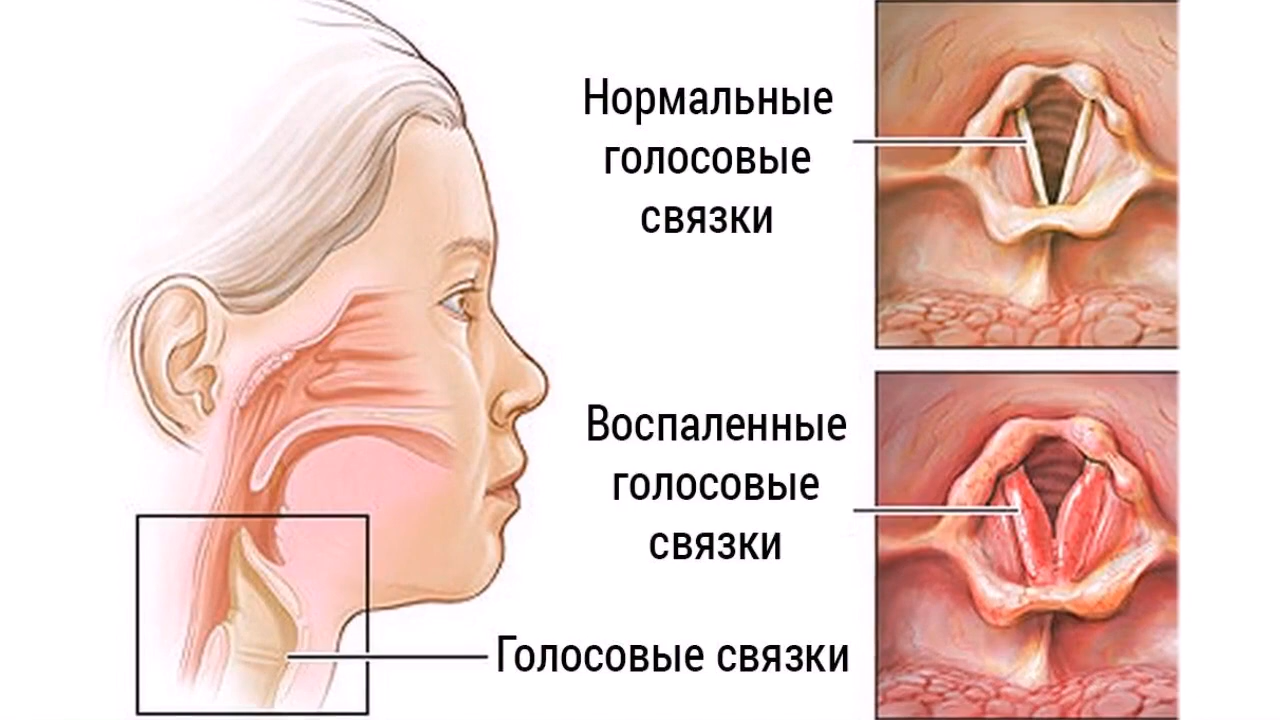 Нормальные
голосовые
связки
Воспаленные
голосовые
связки
Голосовые связки